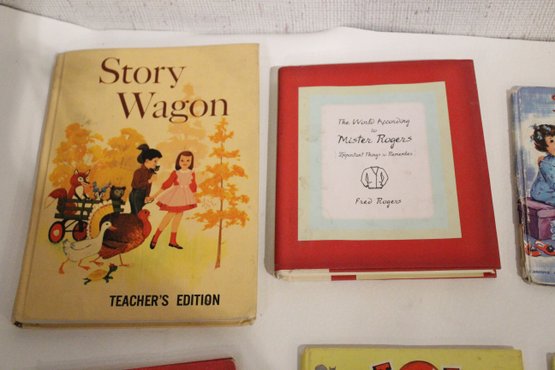 Story
Wagon
TEACHER'S EDITION
The World According
to
Mister Rogers
Important Things to Remember
Fred Rogers